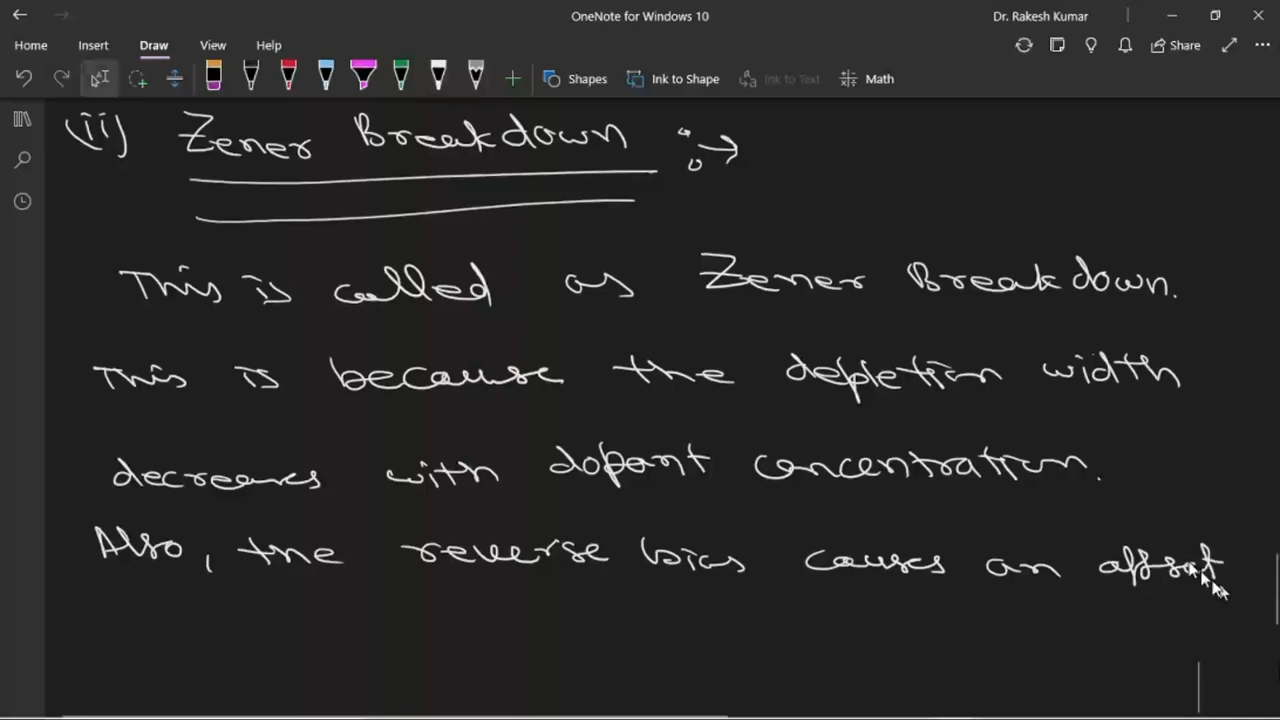 OneNote for Windows 10
Dr. Rakesh Kumar
Home Insert Draw View Help
Share
Shapes Ink to Shape Ink to Text Math
(ii) Zener Breakdown :→
This is called as Zener Breakdown.
This is because the depletion width
decreases with dopant concentration.
Also, the reverse bias causes an offset